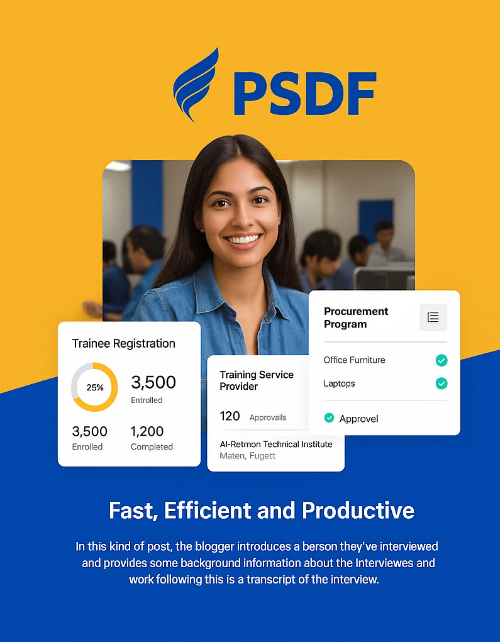 PSDF
Trainee Registration
25%
3,500
Enrolled
3,500
Enrolled
1,200
Completed
Training Service
Provider
120 Approvalls
Al-Retmon Technical Institute
Maten, Fugett
Procurement
Program
Office Furniture
Laptops
Approvel
Fast, Efficient and Productive
In this kind of post, the blogger introduces a berson they've interviewed
and provides some background information about the Interviewes and
work following this is a transcript of the interview.